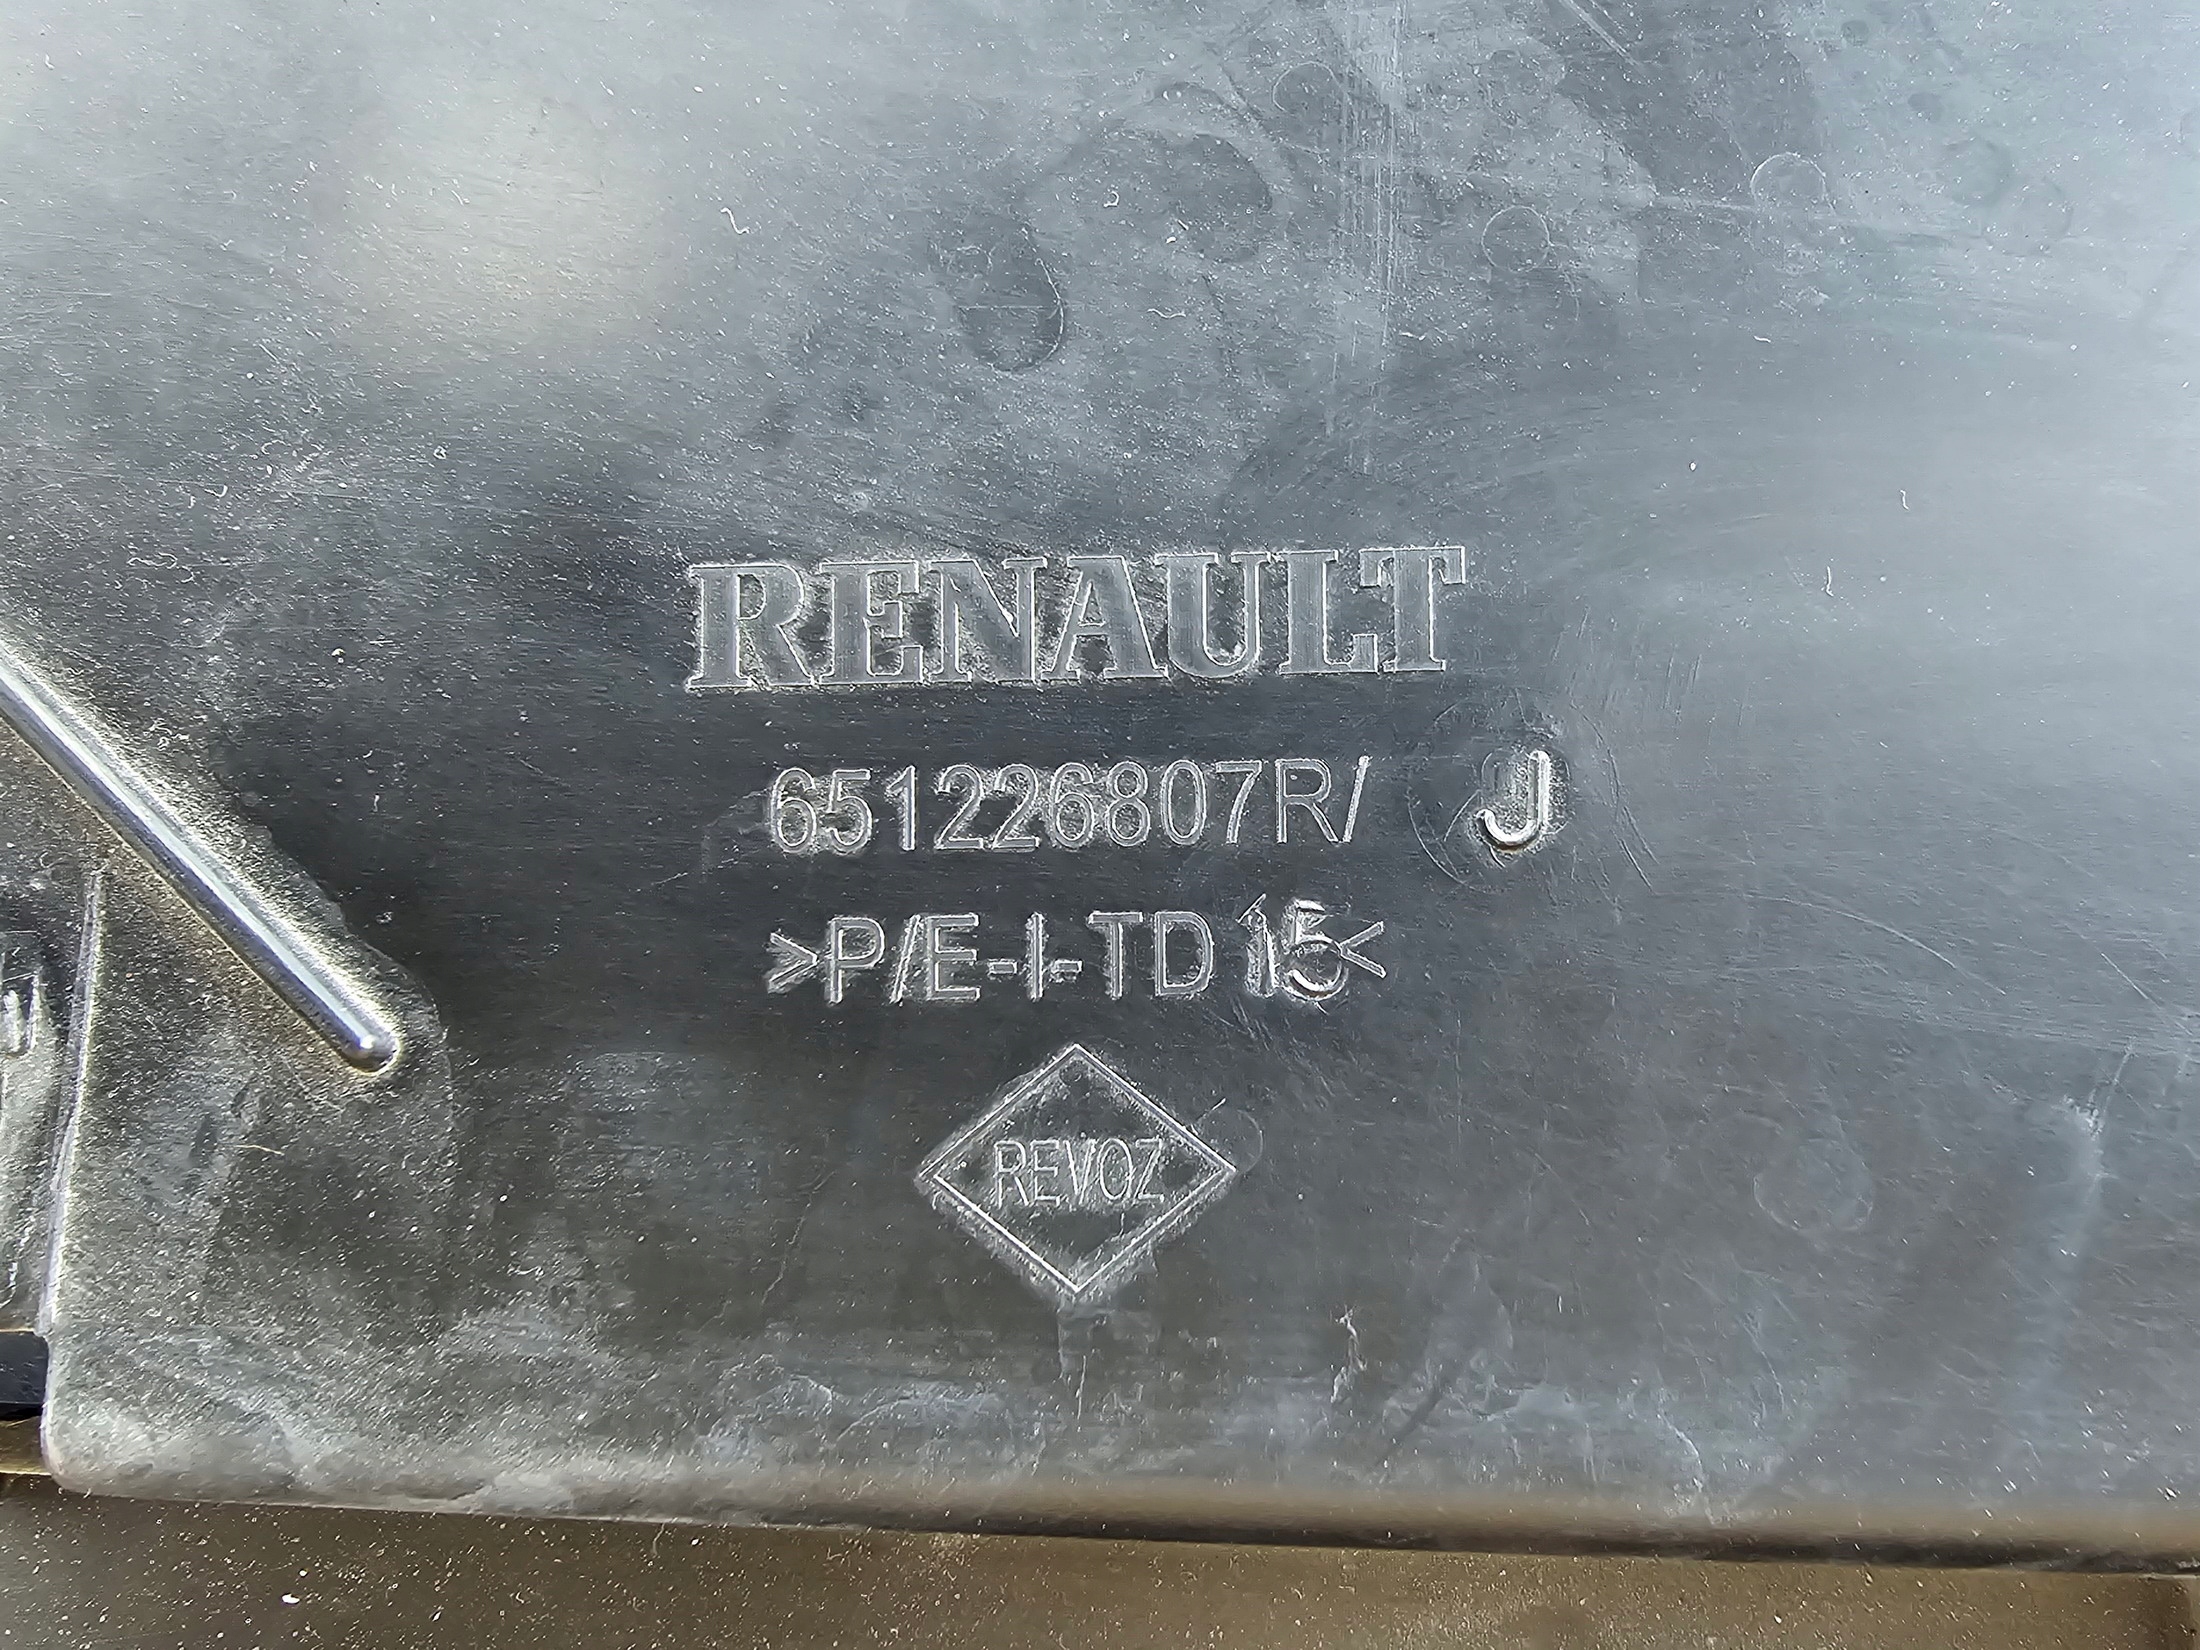 RENAULT
651226807R/ J
>P/E-I-TD 15<
REVOZ